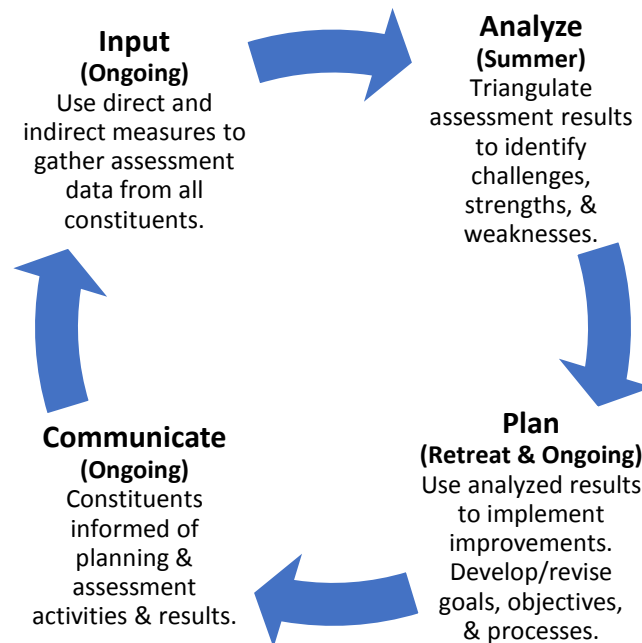 Input
(Ongoing)
Use direct and
indirect measures to
gather assessment
data from all
constituents.
Analyze
(Summer)
Triangulate
assessment results
to identify
challenges,
strengths, &
weaknesses.
Plan
(Retreat & Ongoing)
Use analyzed results
to implement
improvements.
Develop/revise
goals, objectives,
& processes.
Communicate
(Ongoing)
Constituents
informed of
planning &
assessment
activities & results.